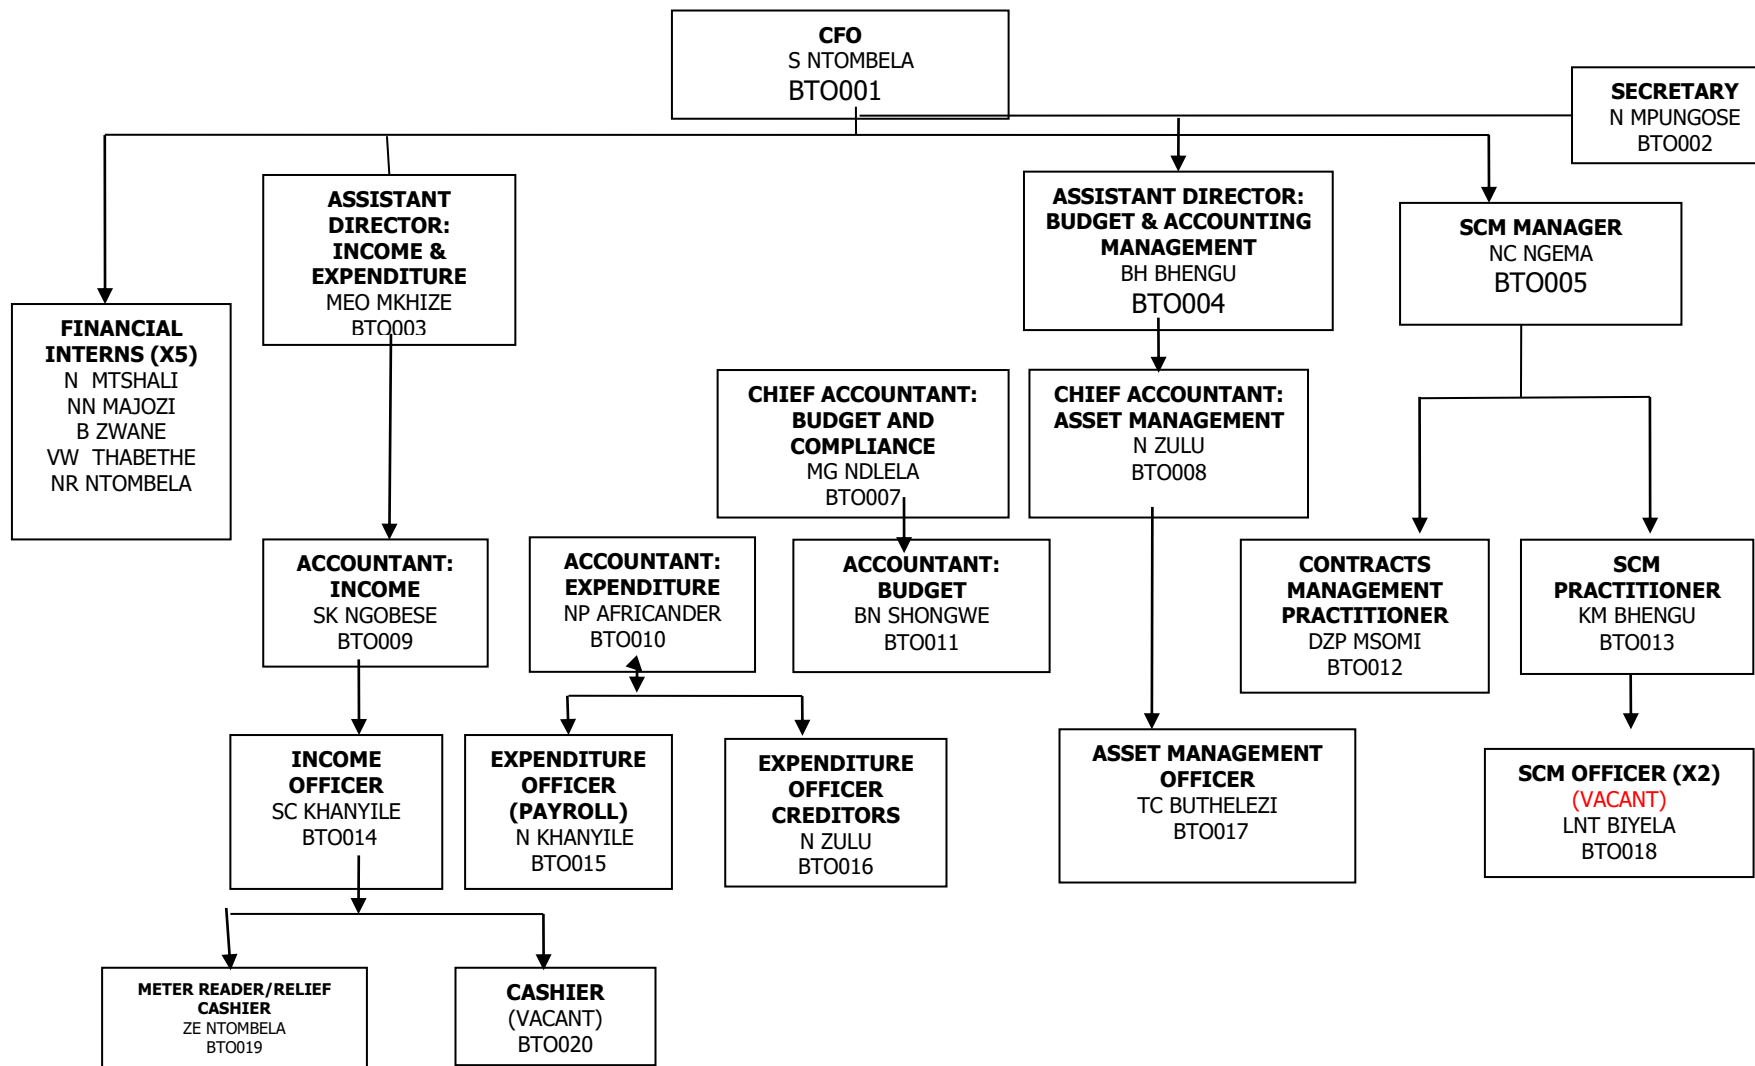 CFO
S NTOMBELA
BTO001
SECRETARY
N MPUNGOSE
BTO002
ASSISTANT
DIRECTOR:
INCOME &
EXPENDITURE
MEO MKHIZE
BTO003
ASSISTANT DIRECTOR:
BUDGET & ACCOUNTING
MANAGEMENT
BH BHENGU
BTO004
SCM MANAGER
NC NGEMA
BTO005
FINANCIAL
INTERNS (X5)
N MTSHALI
NN MAJOZI
B ZWANE
VW THABETHE
NR NTOMBELA
CHIEF ACCOUNTANT:
BUDGET AND
COMPLIANCE
MG NDLELA
BTO007
CHIEF ACCOUNTANT:
ASSET MANAGEMENT
N ZULU
BTO008
ACCOUNTANT:
INCOME
SK NGOBESE
BTO009
ACCOUNTANT:
EXPENDITURE
NP AFRICANDER
BTO010
ACCOUNTANT:
BUDGET
BN SHONGWE
BTO011
CONTRACTS
MANAGEMENT
PRACTITIONER
DZP MSOMI
BTO012
SCM
PRACTITIONER
KM BHENGU
BTO013
INCOME
OFFICER
SC KHANYILE
BTO014
EXPENDITURE
OFFICER
(PAYROLL)
N KHANYILE
BTO015
EXPENDITURE
OFFICER
CREDITORS
N ZULU
BTO016
ASSET MANAGEMENT
OFFICER
TC BUTHELEZI
BTO017
SCM OFFICER (X2)
(VACANT)
LNT BIYELA
BTO018
METER READER/RELIEF
CASHIER
ZE NTOMBELA
BTO019
CASHIER
(VACANT)
BTO020